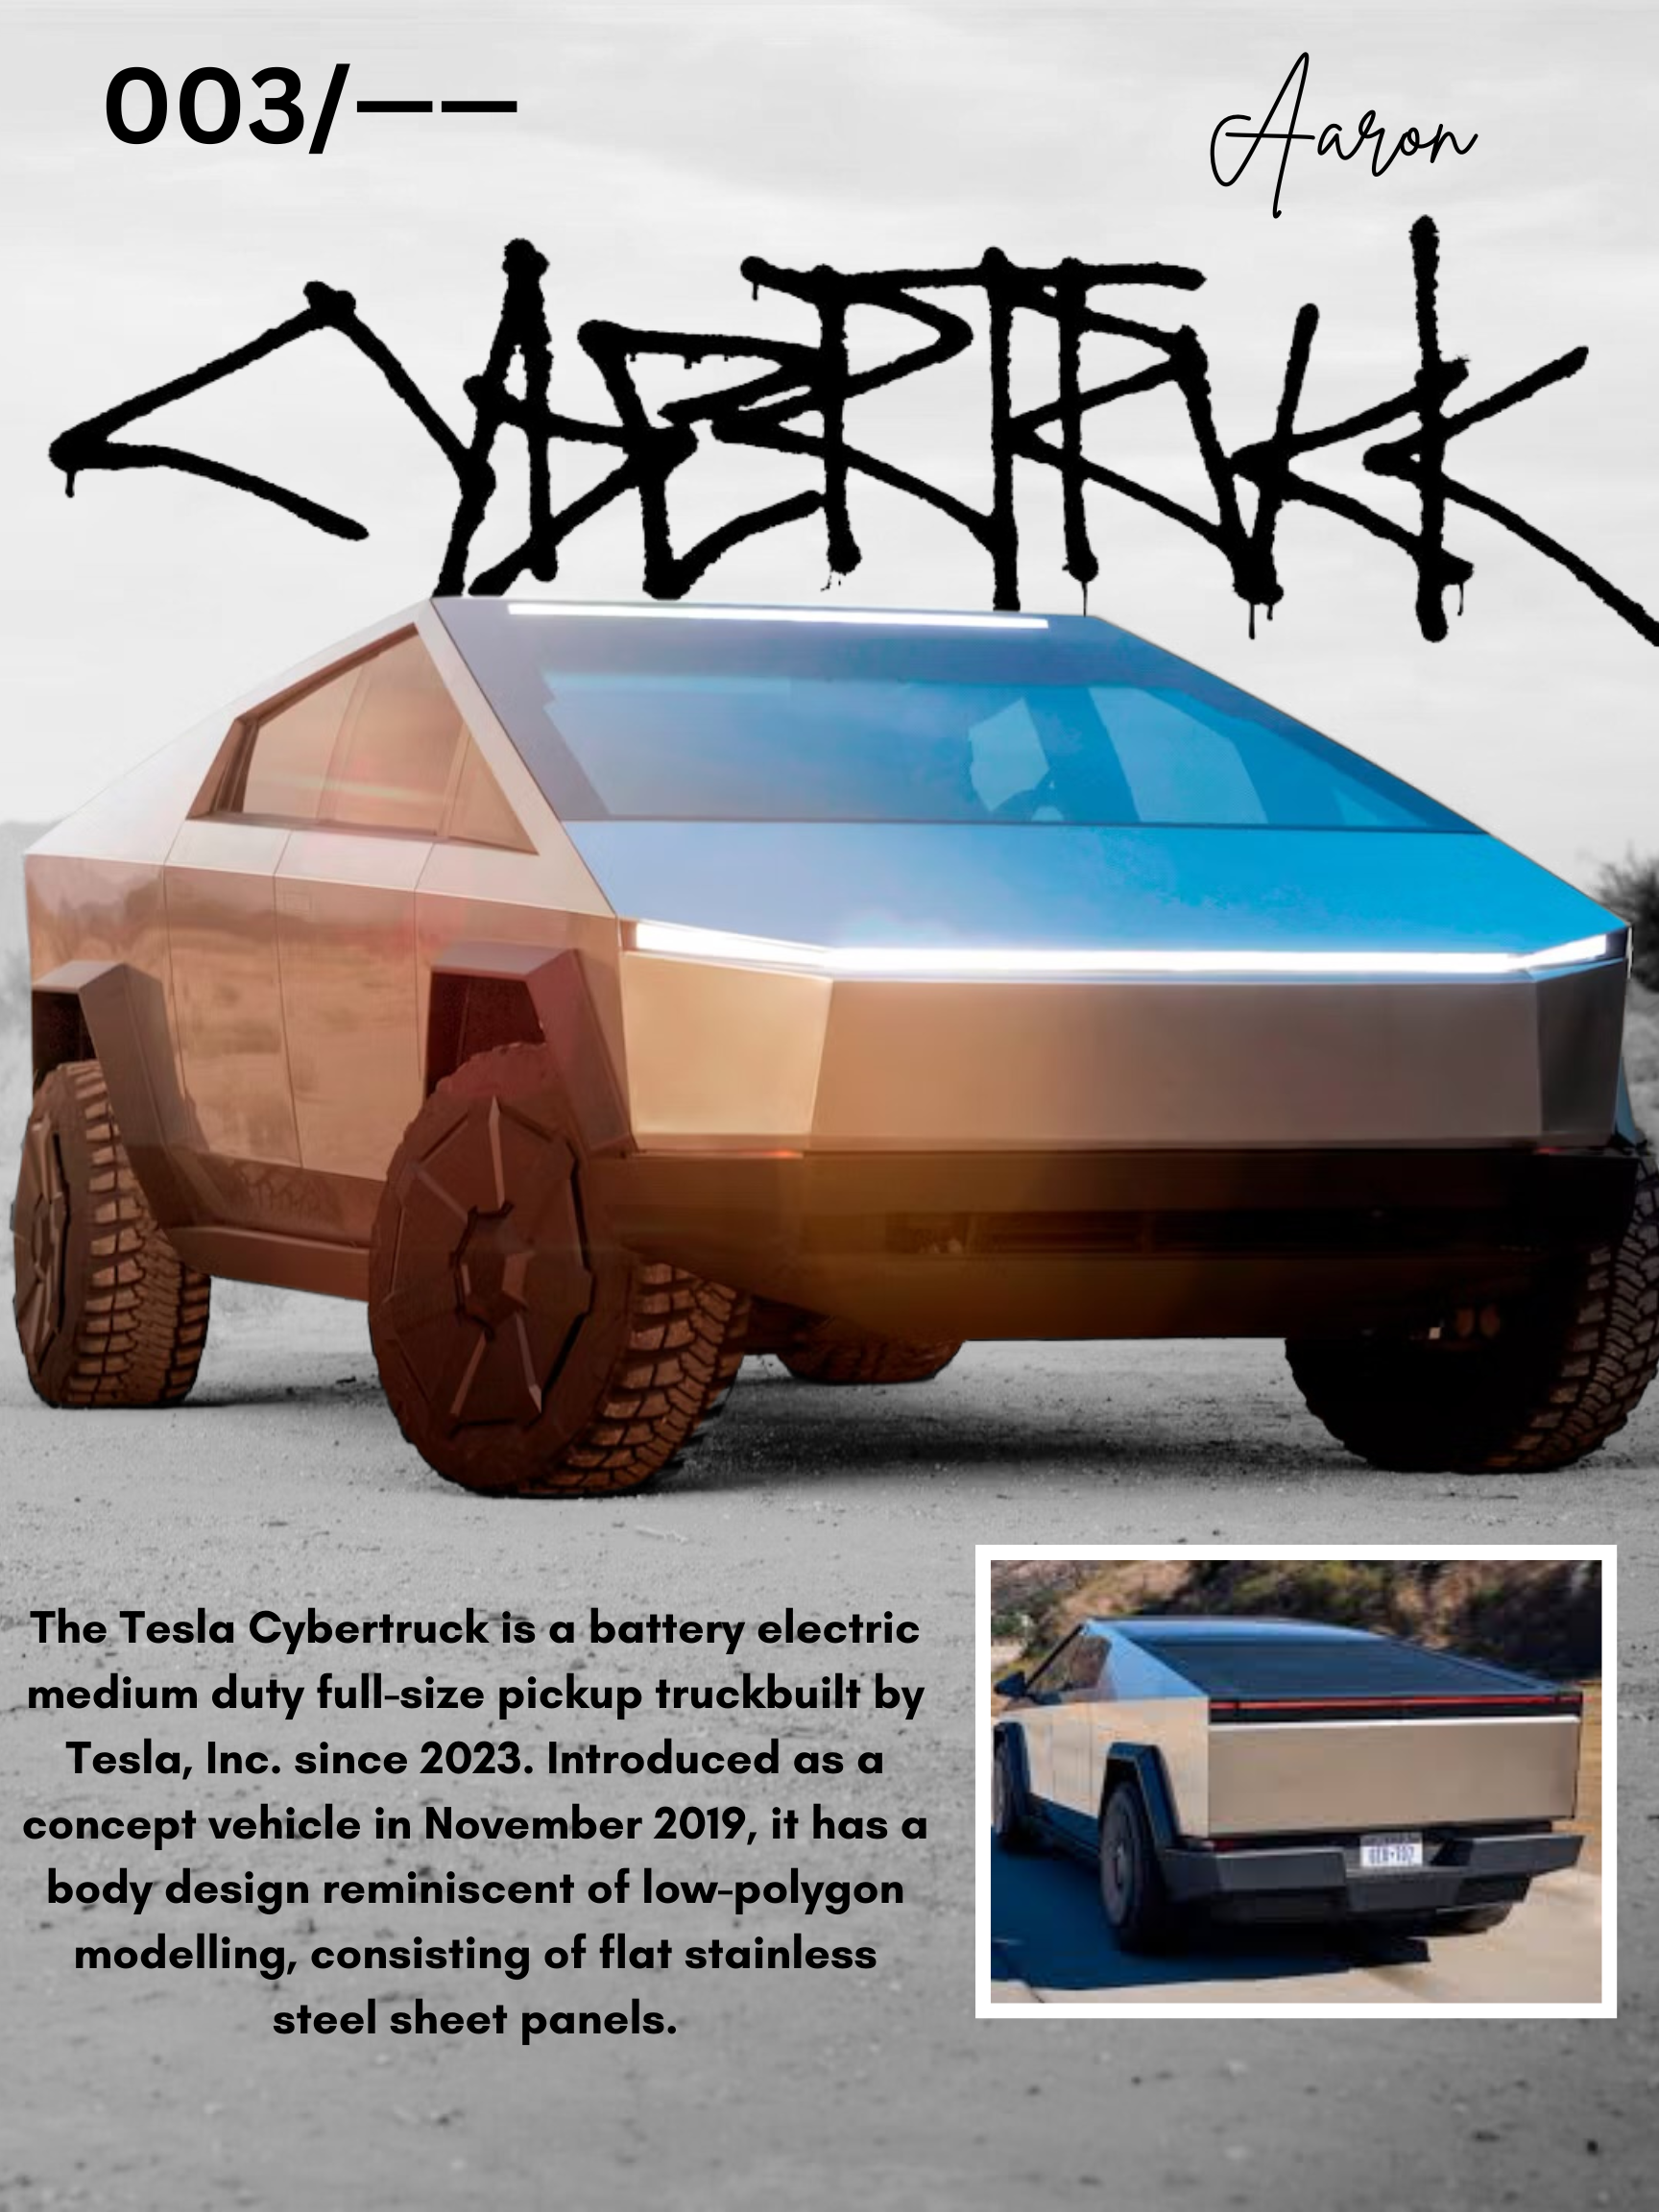 003/——
Aaron
CYBERTRUCK
The Tesla Cybertruck is a battery electric
medium duty full-size pickup truckbuilt by
Tesla, Inc. since 2023. Introduced as a
concept vehicle in November 2019, it has a
body design reminiscent of low-polygon
modelling, consisting of flat stainless
steel sheet panels.